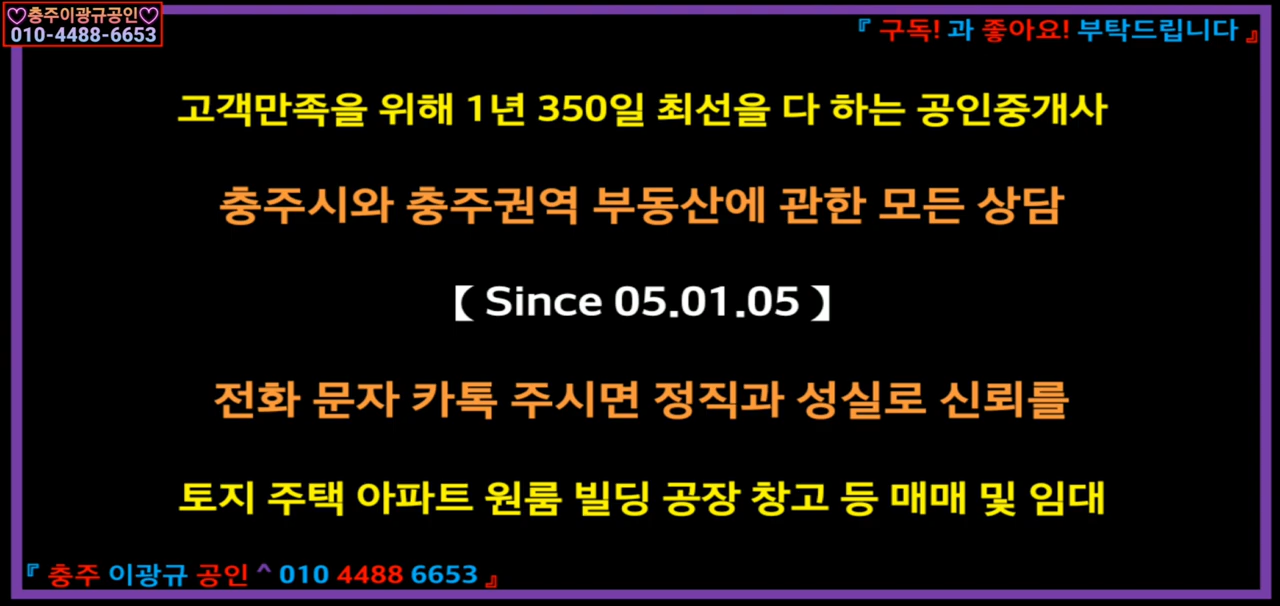 ♡충주이광규공인♡
010-4488-6653
『 구독! 과 좋아요! 부탁드립니다 』
고객만족을 위해 1년 350일 최선을 다 하는 공인중개사
충주시와 충주권역 부동산에 관한 모든 상담
【 Since 05.01.05 】
전화 문자 카톡 주시면 정직과 성실로 신뢰를
토지 주택 아파트 원룸 빌딩 공장 창고 등 매매 및 임대
『 충주 이광규 공인 ^ 010 4488 6653 』